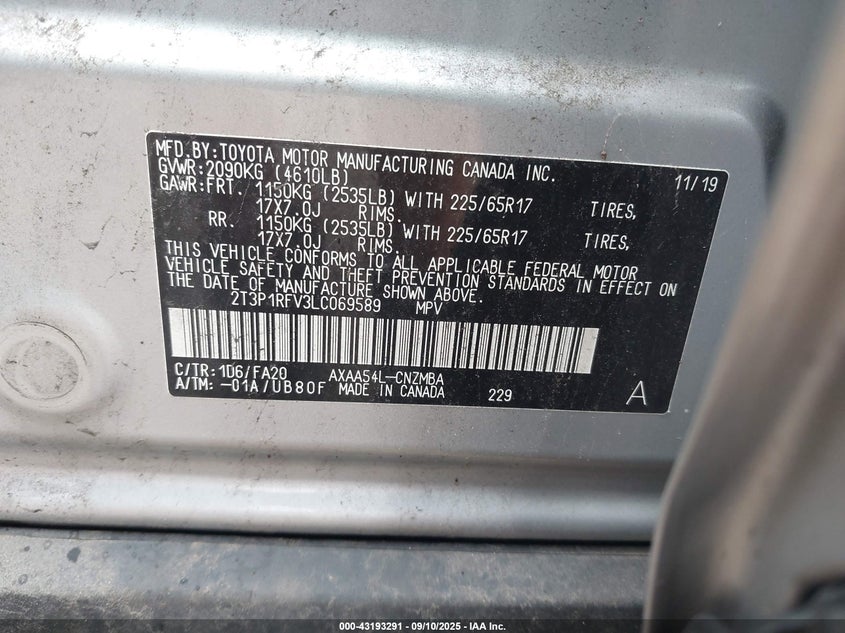 MFD.BY:TOYOTA MOTOR MANUFACTURING CANADA INC.
GVWR:2090KG (4610LB) 11/19
GAWR:FRT. 1150KG (2535LB) WITH 225/65R17 TIRES,
17X7.0J RIMS.
RR. 1150KG (2535LB) WITH 225/65R17 TIRES,
17X7.0J RIMS.
THIS VEHICLE CONFORMS TO ALL APPLICABLE FEDERAL MOTOR
VEHICLE SAFETY AND THEFT PREVENTION STANDARDS IN EFFECT ON
THE DATE OF MANUFACTURE SHOWN ABOVE.
2T3P1RFV3LC069589 MPV
C/TR:1D6/FA20 AXAA54L-CNZMBA
A/TM:-01A/UB80F MADE IN CANADA 229 A
000-43193291 - 09/10/2025 - IAA Inc.